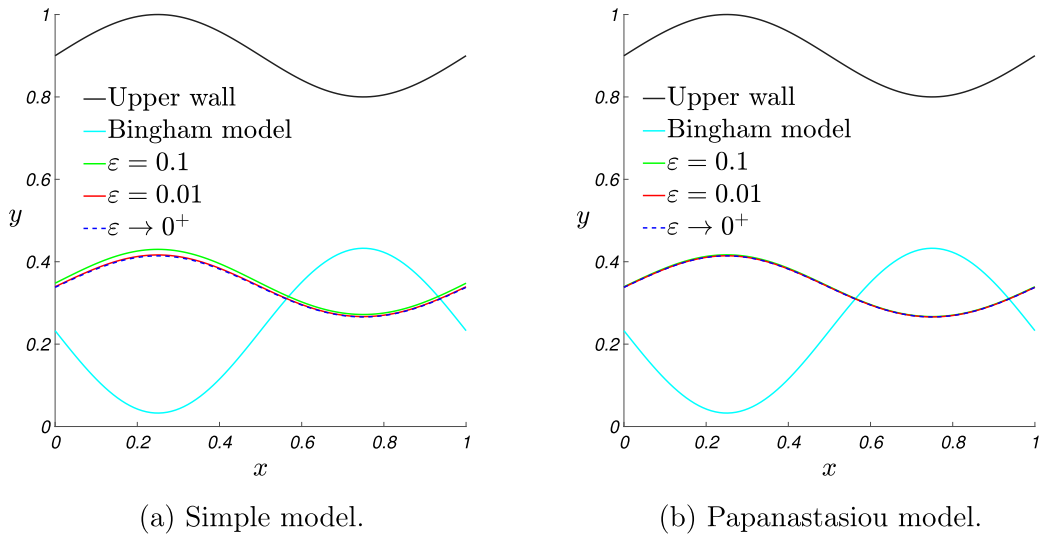 1
0.8
0.6
y
0.4
0.2
0
Upper wall
Bingham model
ε = 0.1
ε = 0.01
ε → 0⁺
0 0.2 0.4 0.6 0.8 1
x
(a) Simple model.
1
0.8
0.6
y
0.4
0.2
0
Upper wall
Bingham model
ε = 0.1
ε = 0.01
ε → 0⁺
0 0.2 0.4 0.6 0.8 1
x
(b) Papanastasiou model.